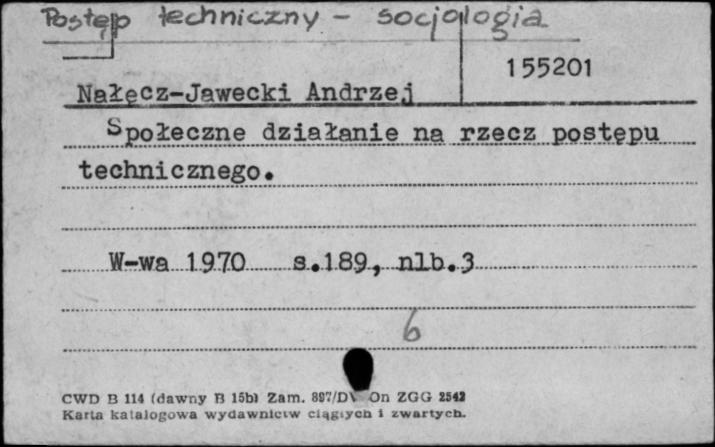 Postęp techniczny - socjologia
155201
Nałęcz-Jawecki Andrzej
Społeczne działanie na rzecz postępu
technicznego.
W-wa 1970 s.189, nlb.3
6
CWD B 114 (dawny B 15b) Zam. On ZGG 2542
Karta katalogowa wydawnictw ciągłych i zwartych.